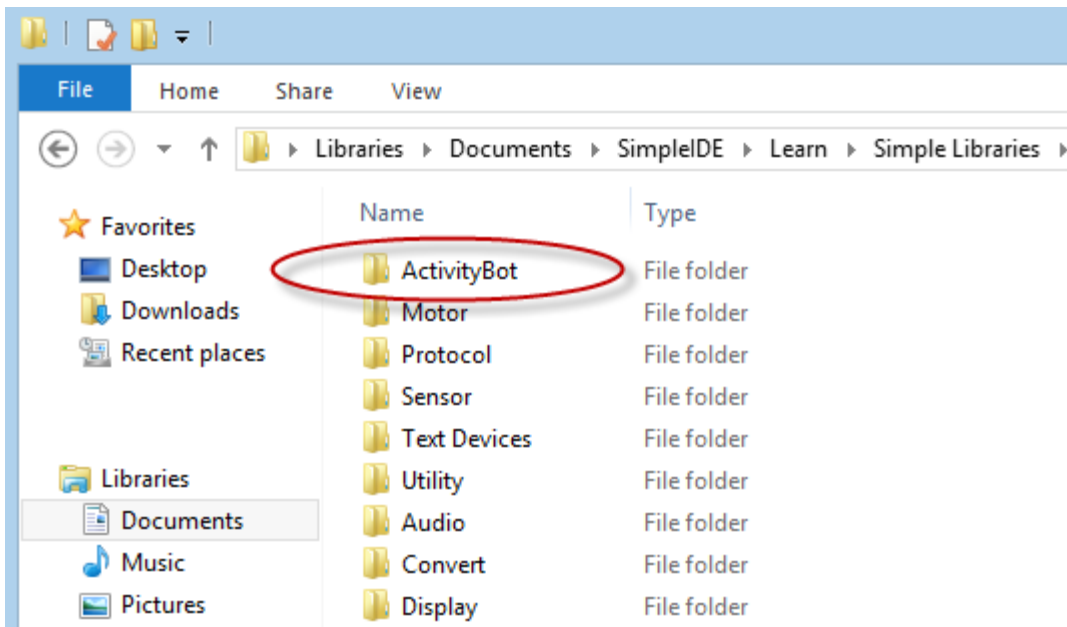 File Home Share View
Libraries Documents SimpleIDE Learn Simple Libraries
Name Type
Favorites
Desktop
Downloads
Recent places
Libraries
Documents
Music
Pictures
ActivityBot File folder
Motor File folder
Protocol File folder
Sensor File folder
Text Devices File folder
Utility File folder
Audio File folder
Convert File folder
Display File folder